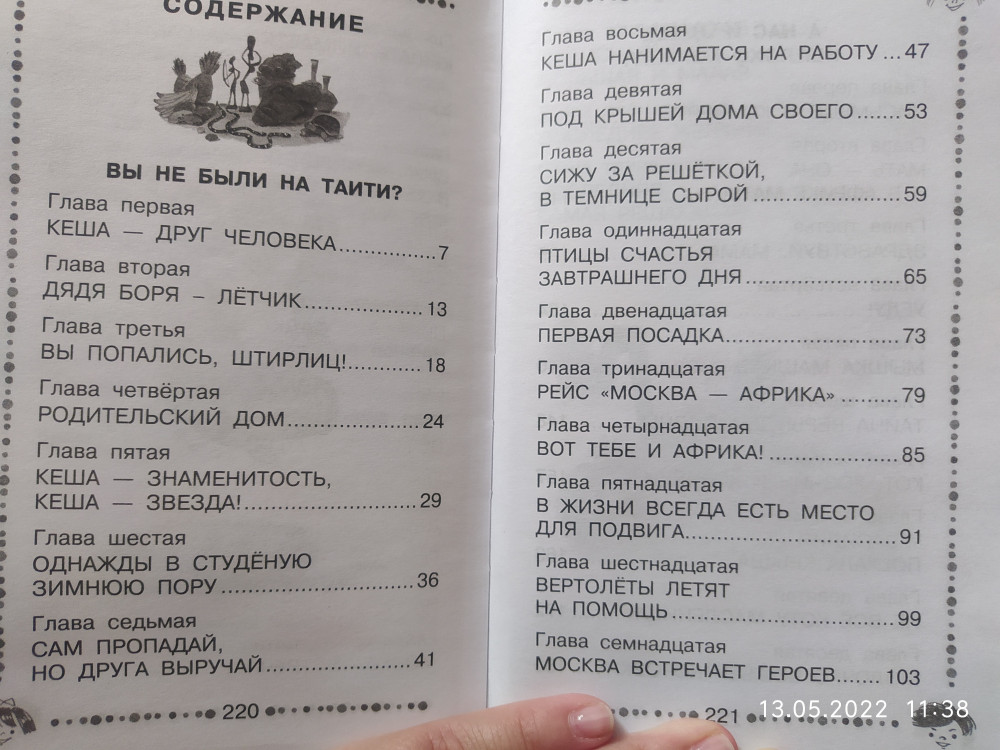 СОДЕРЖАНИЕ
ВЫ НЕ БЫЛИ НА ТАИТИ?
Глава первая
КЕША — ДРУГ ЧЕЛОВЕКА..............7
Глава вторая
ДЯДЯ БОРЯ – ЛЁТЧИК..................13
Глава третья
ВЫ ПОПАЛИСЬ, ШТИРЛИЦ!...........18
Глава четвёртая
РОДИТЕЛЬСКИЙ ДОМ....................24
Глава пятая
КЕША — ЗНАМЕНИТОСТЬ,
КЕША — ЗВЕЗДА!..........................29
Глава шестая
ОДНАЖДЫ В СТУДЁНУЮ
ЗИМНЮЮ ПОРУ.............................36
Глава седьмая
САМ ПРОПАДАЙ,
НО ДРУГА ВЫРУЧАЙ......................41
220
Глава восьмая
КЕША НАНИМАЕТСЯ НА РАБОТУ...47
Глава девятая
ПОД КРЫШЕЙ ДОМА СВОЕГО.......53
Глава десятая
СИЖУ ЗА РЕШЁТКОЙ,
В ТЕМНИЦЕ СЫРОЙ......................59
Глава одиннадцатая
ПТИЦЫ СЧАСТЬЯ
ЗАВТРАШНЕГО ДНЯ.......................65
Глава двенадцатая
ПЕРВАЯ ПОСАДКА..........................73
Глава тринадцатая
РЕЙС «МОСКВА — АФРИКА».........79
Глава четырнадцатая
ВОТ ТЕБЕ И АФРИКА!....................85
Глава пятнадцатая
В ЖИЗНИ ВСЕГДА ЕСТЬ МЕСТО
ДЛЯ ПОДВИГА................................91
Глава шестнадцатая
ВЕРТОЛЁТЫ ЛЕТЯТ
НА ПОМОЩЬ..................................99
Глава семнадцатая
МОСКВА ВСТРЕЧАЕТ ГЕРОЕВ.......103
221
13.05.2022 11:38